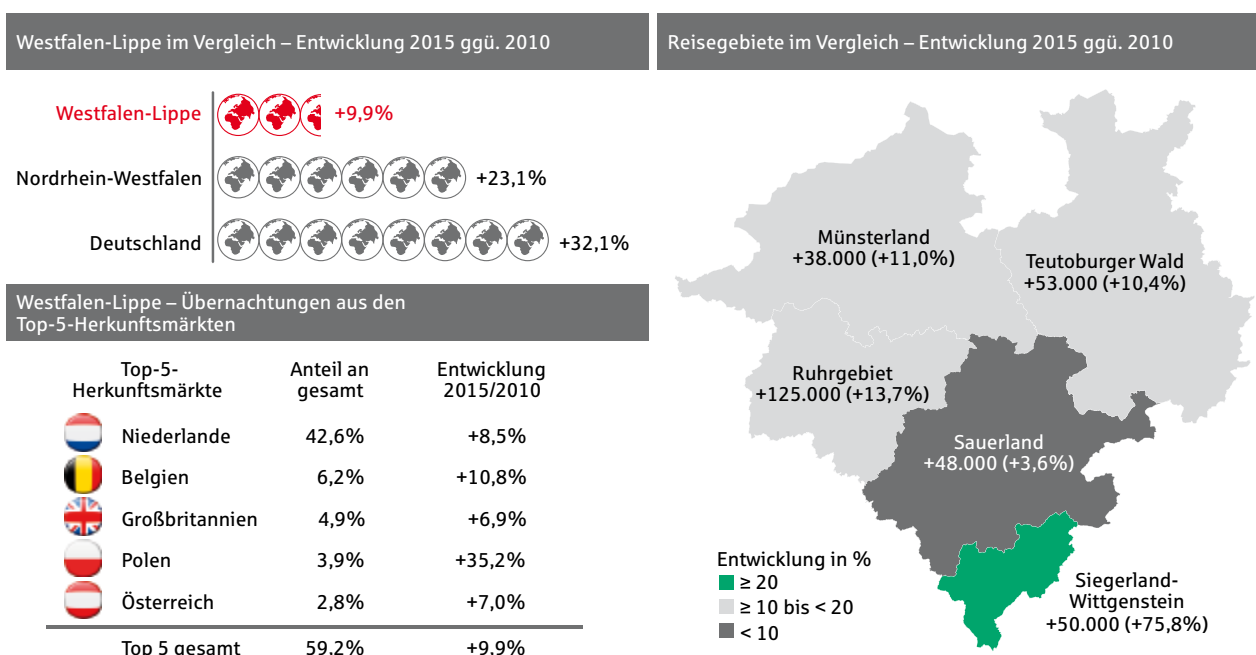 Westfalen-Lippe im Vergleich – Entwicklung 2015 ggü. 2010
Westfalen-Lippe +9,9%
Nordrhein-Westfalen +23,1%
Deutschland +32,1%
Westfalen-Lippe – Übernachtungen aus den
Top-5-Herkunftsmärkten
Top-5-
Herkunftsmärkte
Anteil an
gesamt
Entwicklung
2015/2010
Niederlande 42,6% +8,5%
Belgien 6,2% +10,8%
Großbritannien 4,9% +6,9%
Polen 3,9% +35,2%
Österreich 2,8% +7,0%
Top 5 gesamt 59,2% +9,9%
Reisegebiete im Vergleich – Entwicklung 2015 ggü. 2010
Münsterland
+38.000 (+11,0%)
Teutoburger Wald
+53.000 (+10,4%)
Ruhrgebiet
+125.000 (+13,7%)
Sauerland
+48.000 (+3,6%)
Siegerland-
Wittgenstein
+50.000 (+75,8%)
Entwicklung in %
≥ 20
≥ 10 bis < 20
< 10